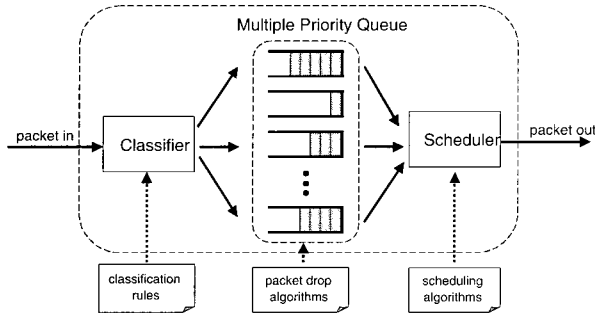 Multiple Priority Queue
packet in
Classifier
Scheduler
packet out
classification
rules
packet drop
algorithms
scheduling
algorithms